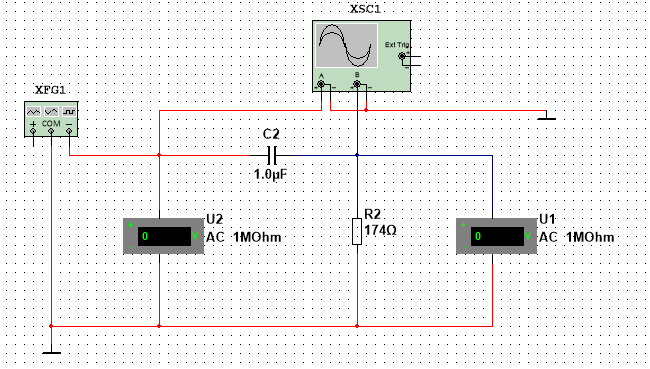 XSC1
Ext Trig
+
−
A
B
+ − + −
XFG1
+ COM −
C2
1.0µF
U2
+ 0 V AC 1MOhm
R2
174Ω
U1
+ 0 V AC 1MOhm